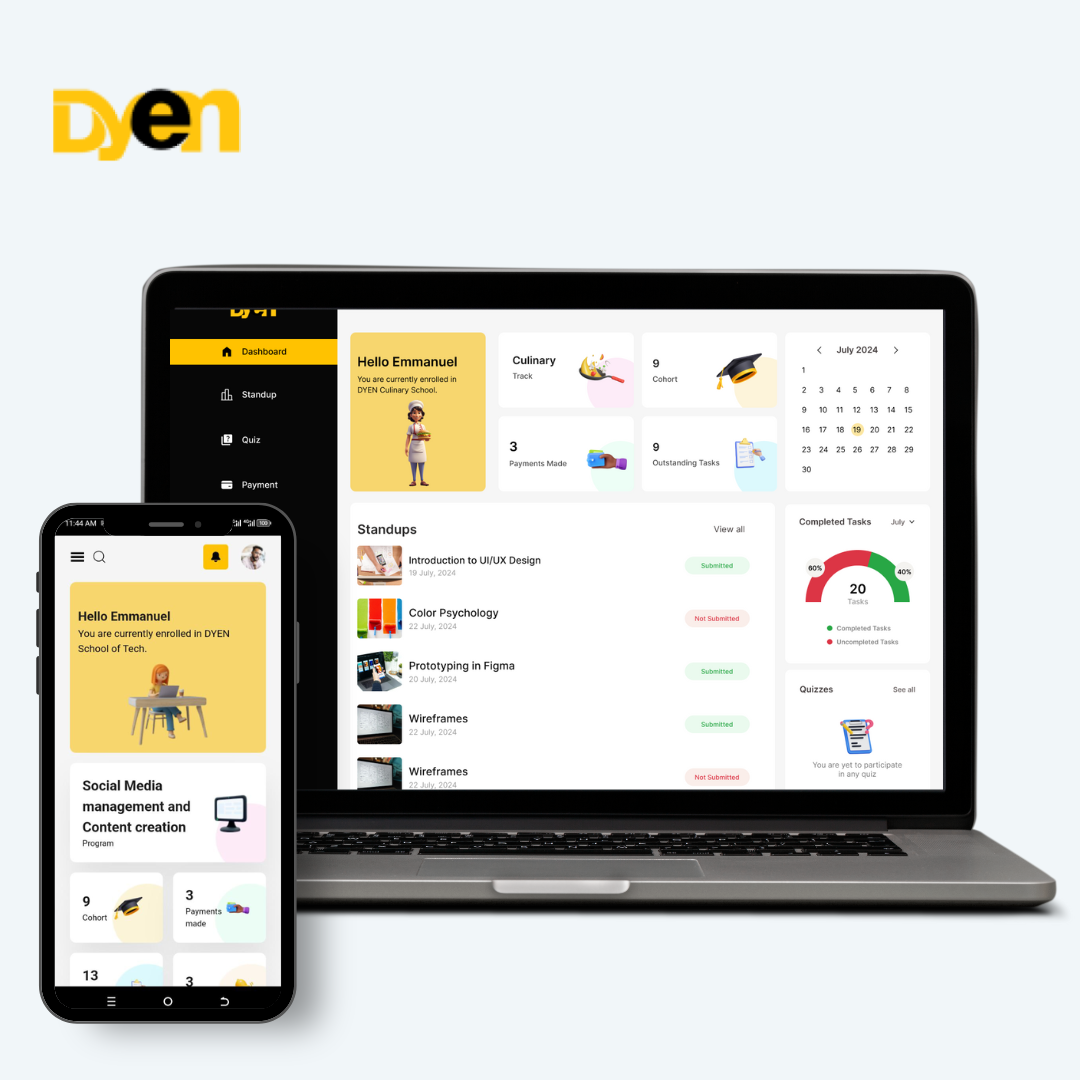 Dyen
Dyen
Dashboard
Standup
Quiz
Payment
Hello Emmanuel
You are currently enrolled in
DYEN Culinary School.
Culinary
Track
9
Cohort
3
Payments Made
9
Outstanding Tasks
July 2024
1
2 3 4 5 6 7 8
9 10 11 12 13 14 15
16 17 18 19 20 21 22
23 24 25 26 27 28 29
30
Standups
View all
Introduction to UI/UX Design
19 July, 2024
Submitted
Color Psychology
22 July, 2024
Not Submitted
Prototyping in Figma
20 July, 2024
Submitted
Wireframes
22 July, 2024
Submitted
Wireframes
22 July, 2024
Not Submitted
Completed Tasks
July
60%
40%
20
Tasks
Completed Tasks
Uncompleted Tasks
Quizzes
See all
You are yet to participate
in any quiz
11:44 AM
100
Hello Emmanuel
You are currently enrolled in DYEN
School of Tech.
Social Media
management and
Content creation
Program
9
Cohort
3
Payments
made
13
3